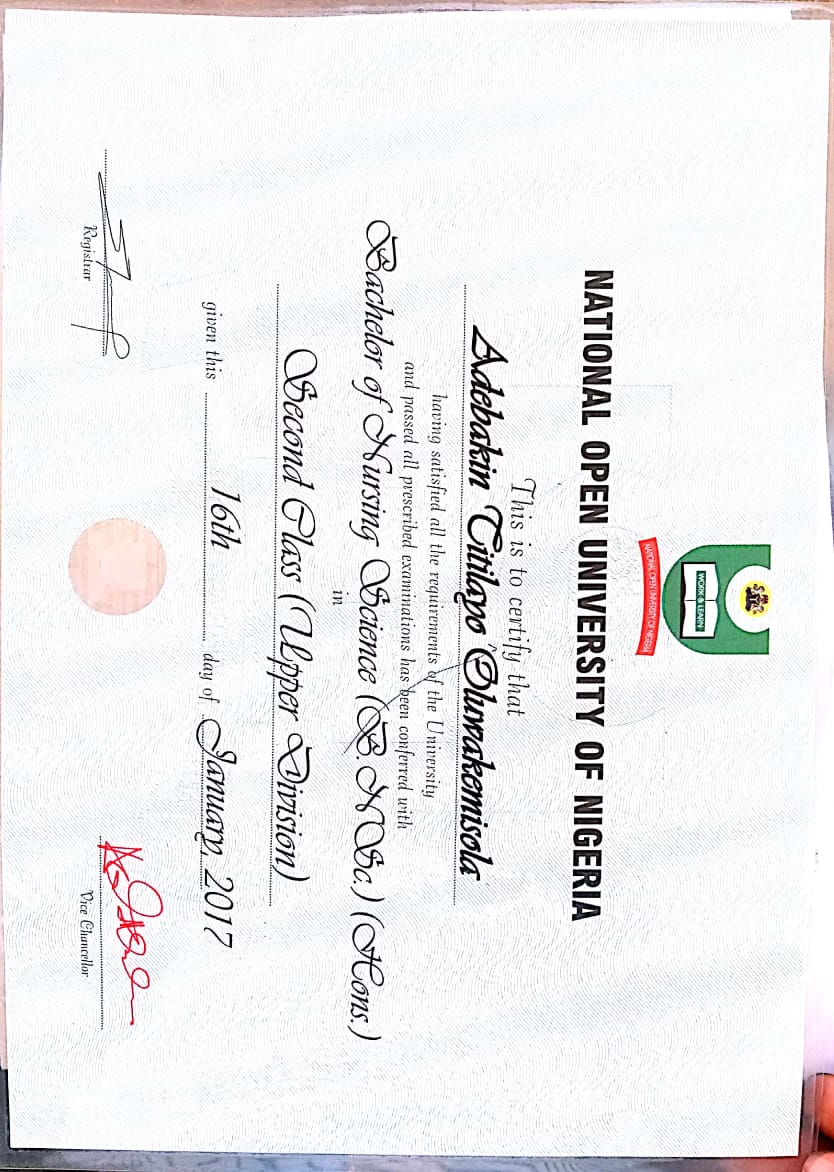 WORK & LEARN
NATIONAL OPEN UNIVERSITY OF NIGERIA
NATIONAL OPEN UNIVERSITY OF NIGERIA
This is to certify that
Adebakin Titilayo Oluwakemisola
having satisfied all the requirements of the University
and passed all prescribed examinations has been conferred with
Bachelor of Nursing Science (B.NSc.) (Hons.)
in
Second Class (Upper Division)
given this 16th day of January, 2017
Registrar
Vice Chancellor